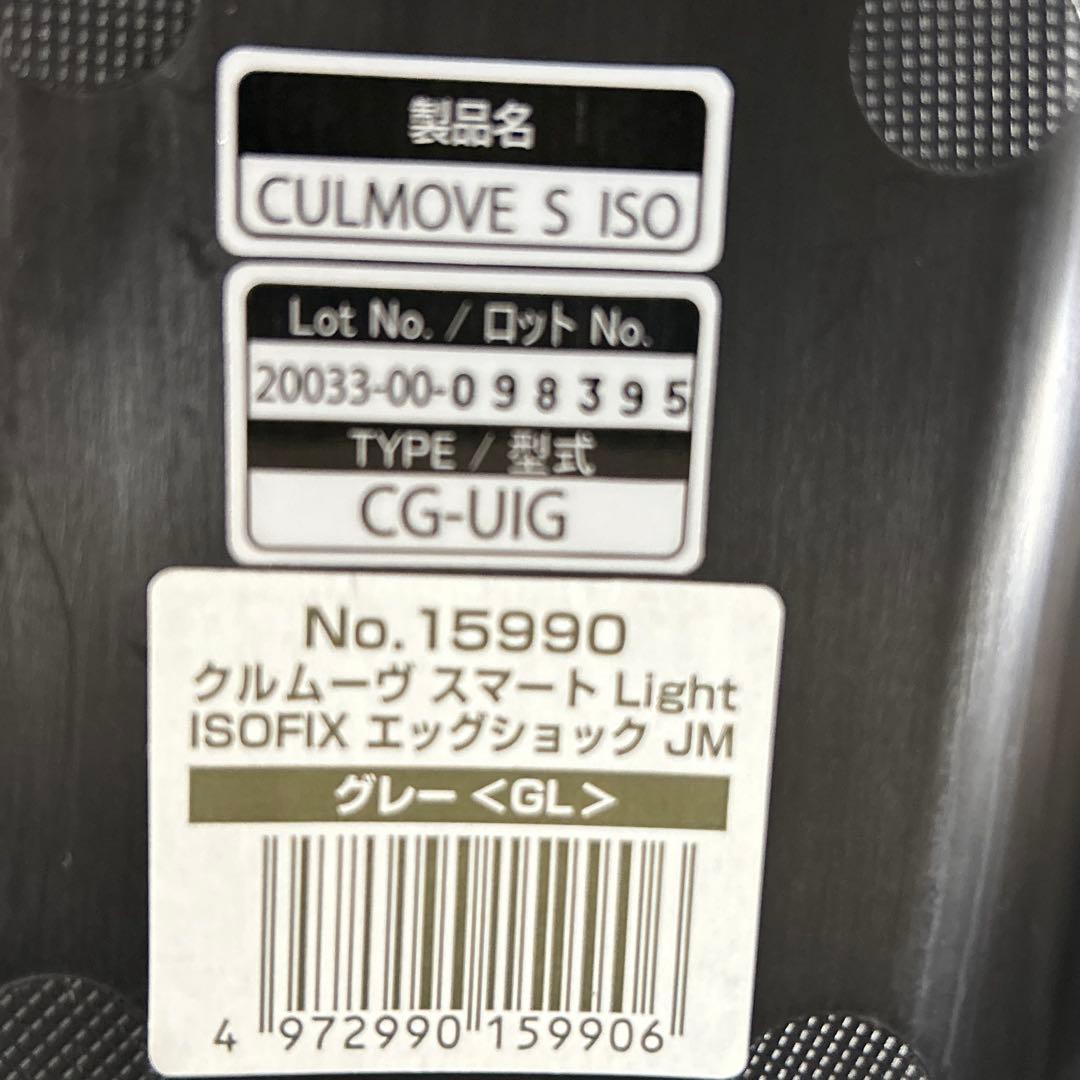 製品名
CULMOVE S ISO
Lot No. / ロット No.
20033-00-098395
TYPE / 型式
CG-UIG
No.15990
クルムーヴ スマート Light
ISOFIX エッグショック JM
グレー <GL>
4 972990 159906